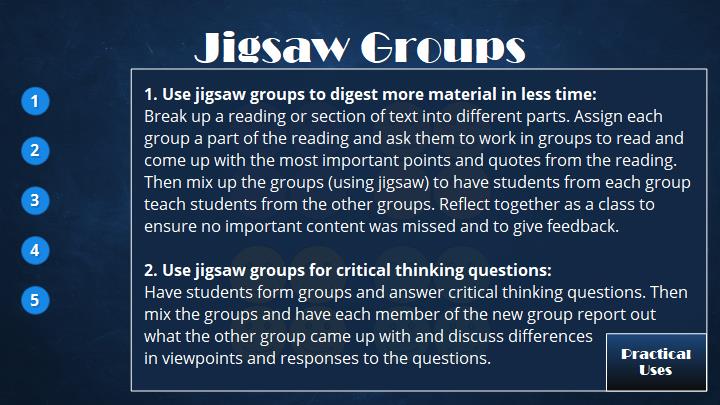 Jigsaw Groups
1
2
3
4
5
1. Use jigsaw groups to digest more material in less time:
Break up a reading or section of text into different parts. Assign each
group a part of the reading and ask them to work in groups to read and
come up with the most important points and quotes from the reading.
Then mix up the groups (using jigsaw) to have students from each group
teach students from the other groups. Reflect together as a class to
ensure no important content was missed and to give feedback.
2. Use jigsaw groups for critical thinking questions:
Have students form groups and answer critical thinking questions. Then
mix the groups and have each member of the new group report out
what the other group came up with and discuss differences
in viewpoints and responses to the questions.
Practical
Uses